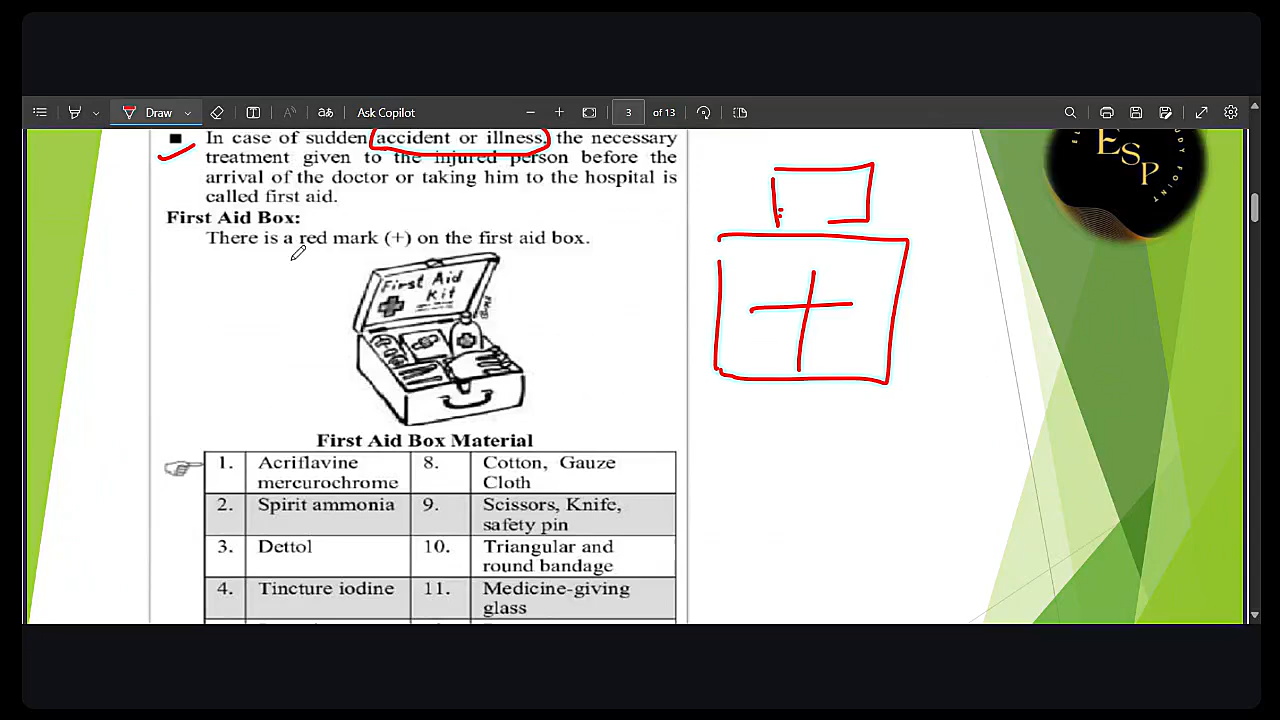 Draw
Ask Copilot
3 of 13
In case of sudden accident or illness, the necessary
treatment given to the injured person before the
arrival of the doctor or taking him to the hospital is
called first aid.
First Aid Box:
There is a red mark (+) on the first aid box.
First Aid
Kit
First Aid Box Material
1. Acriflavine mercurochrome 8. Cotton, Gauze Cloth
2. Spirit ammonia 9. Scissors, Knife, safety pin
3. Dettol 10. Triangular and round bandage
4. Tincture iodine 11. Medicine-giving glass
ESP